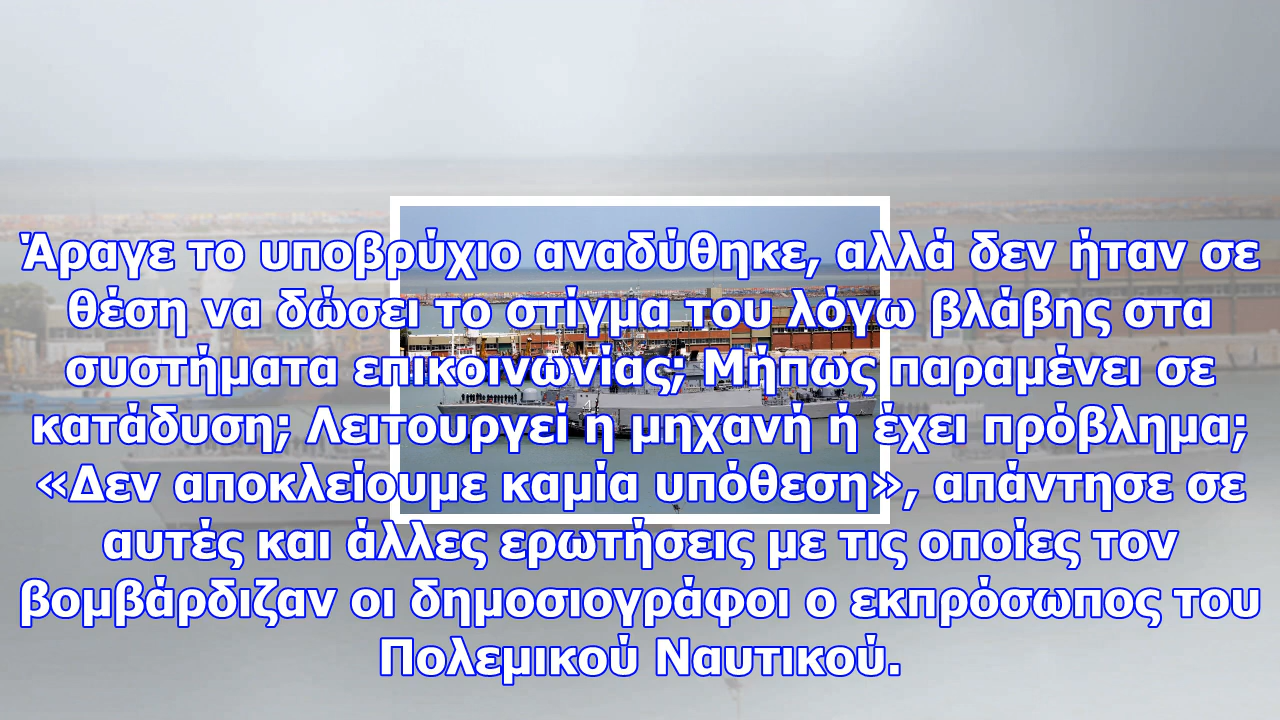 Άραγε το υποβρύχιο αναδύθηκε, αλλά δεν ήταν σε
θέση να δώσει το στίγμα του λόγω βλάβης στα
συστήματα επικοινωνίας; Μήπως παραμένει σε
κατάδυση; Λειτουργεί η μηχανή ή έχει πρόβλημα;
«Δεν αποκλείουμε καμία υπόθεση», απάντησε σε
αυτές και άλλες ερωτήσεις με τις οποίες τον
βομβάρδιζαν οι δημοσιογράφοι ο εκπρόσωπος του
Πολεμικού Ναυτικού.